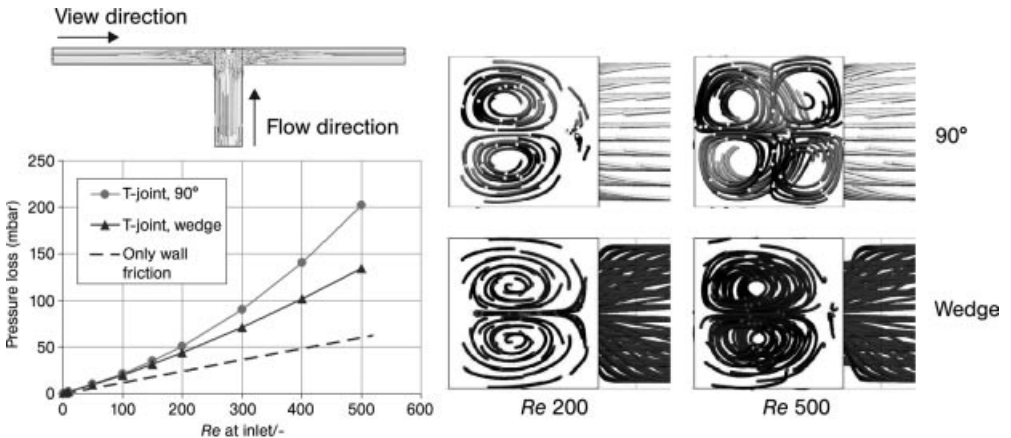 View direction
Flow direction
250
200
150
100
50
0
Pressure loss (mbar)
T-joint, 90°
T-joint, wedge
Only wall
friction
0
100
200
300
400
500
600
Re at inlet/-
90°
Wedge
Re 200
Re 500